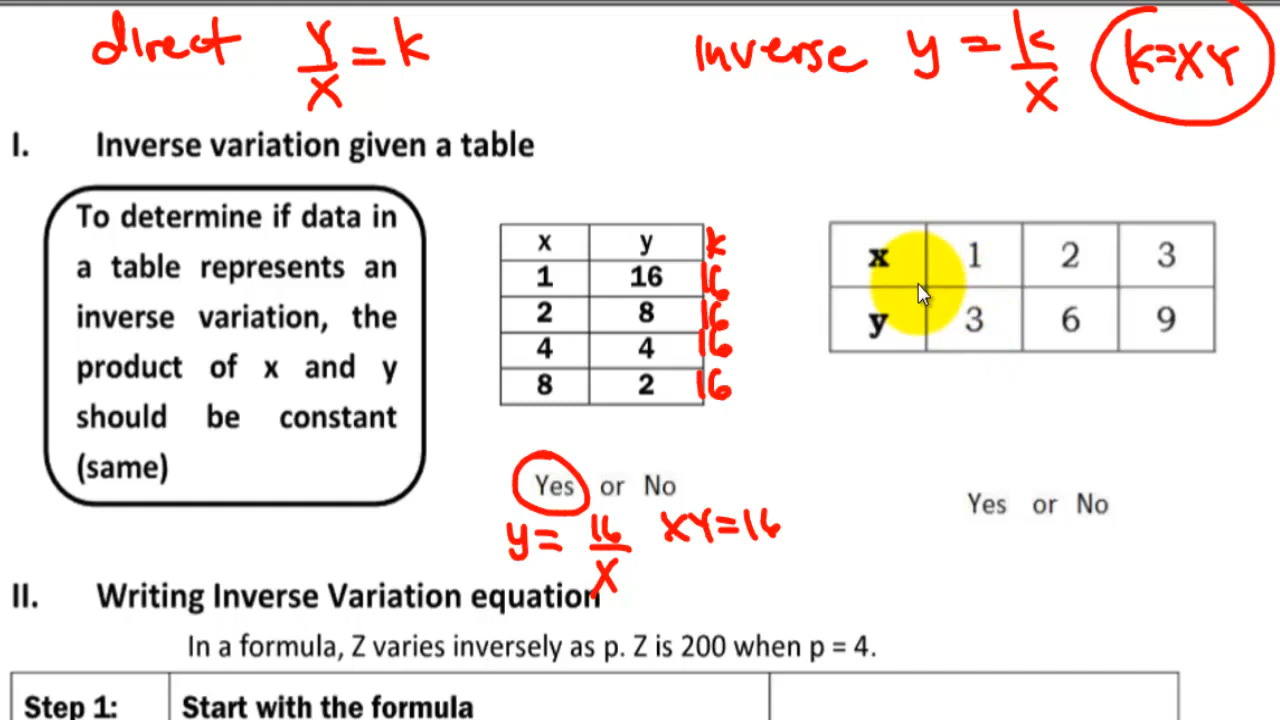 direct y/x = k inverse y = k/x k=xy
I. Inverse variation given a table
To determine if data in
a table represents an
inverse variation, the
product of x and y
should be constant
(same)
x y k
1 16 16
2 8 16
4 4 16
8 2 16
Yes or No
y = 16/x xy=16
x 1 2 3
y 3 6 9
Yes or No
II. Writing Inverse Variation equation
In a formula, Z varies inversely as p. Z is 200 when p = 4.
Step 1: Start with the formula